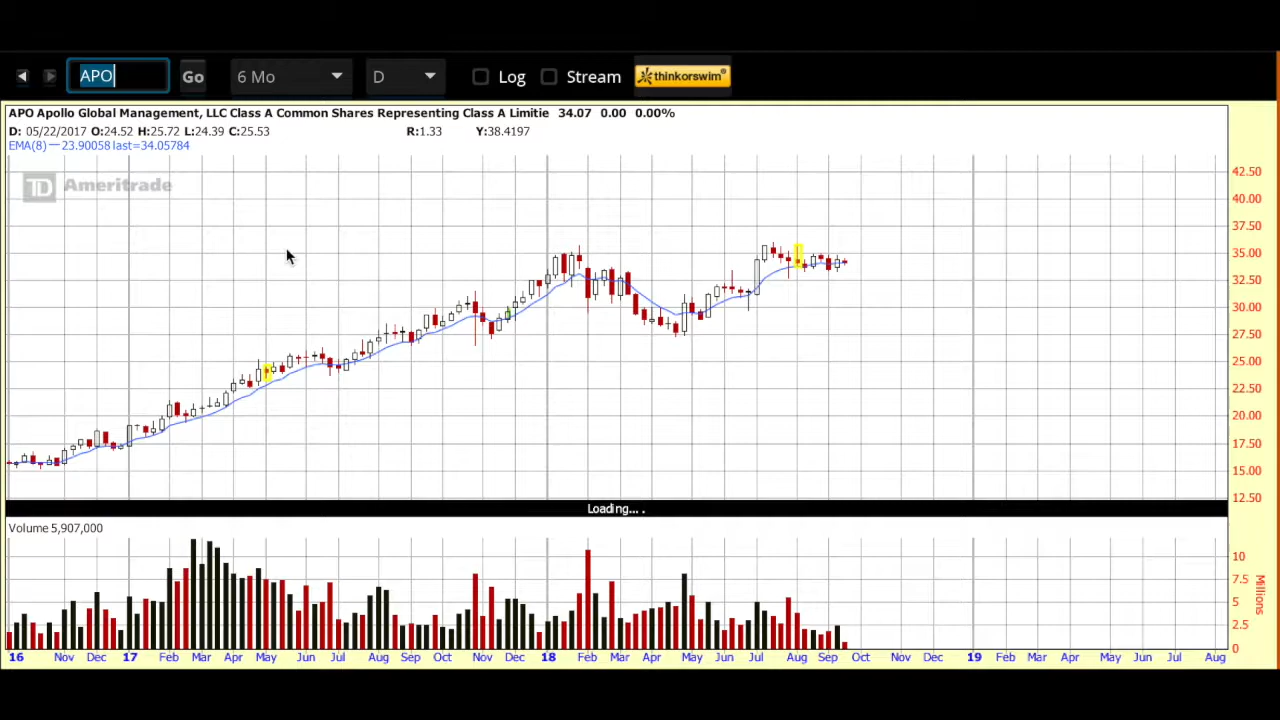 APO Go 6 Mo D Log Stream thinkorswim®
APO Apollo Global Management, LLC Class A Common Shares Representing Class A Limitie 34.07 0.00 0.00%
D: 05/22/2017 O:24.52 H:25.72 L:24.39 C:25.53 R:1.33 Y:38.4197
EMA(8) — 23.90058 last=34.05784
TD Ameritrade
42.50
40.00
37.50
35.00
32.50
30.00
27.50
25.00
22.50
20.00
17.50
15.00
12.50
Loading... .
Volume 5,907,000
10
7.5
5
2.5
0
Millions
16 Nov Dec 17 Feb Mar Apr May Jun Jul Aug Sep Oct Nov Dec 18 Feb Mar Apr May Jun Jul Aug Sep Oct Nov Dec 19 Feb Mar Apr May Jun Jul Aug